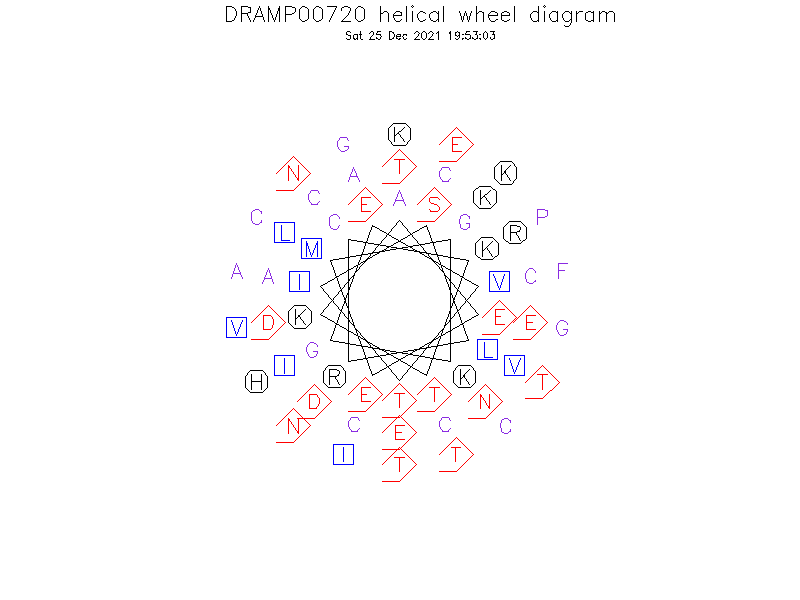 DRAMP00720 helical wheel diagram
Sat 25 Dec 2021 19:53:03
K
G E
T
N A C K
C E A S K
C C G R P
L M K
A A I V C F
V D K E E G
G L
I V
H R K T
D E T T N
N C E C C
I T T